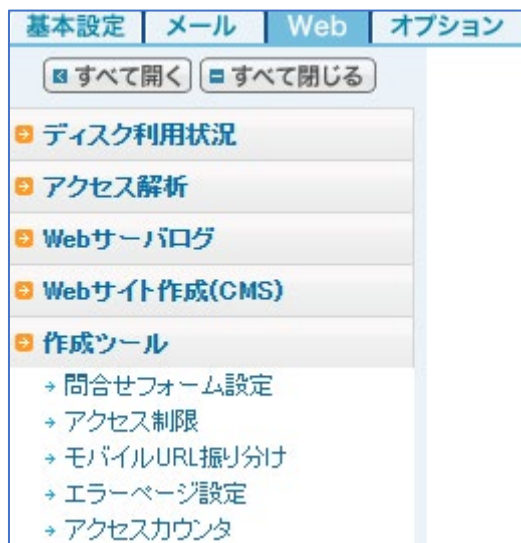 基本設定 メール Web オプション
すべて開く すべて閉じる
ディスク利用状況
アクセス解析
Webサーバログ
Webサイト作成(CMS)
作成ツール
問合せフォーム設定
アクセス制限
モバイルURL振り分け
エラーページ設定
アクセスカウンタ